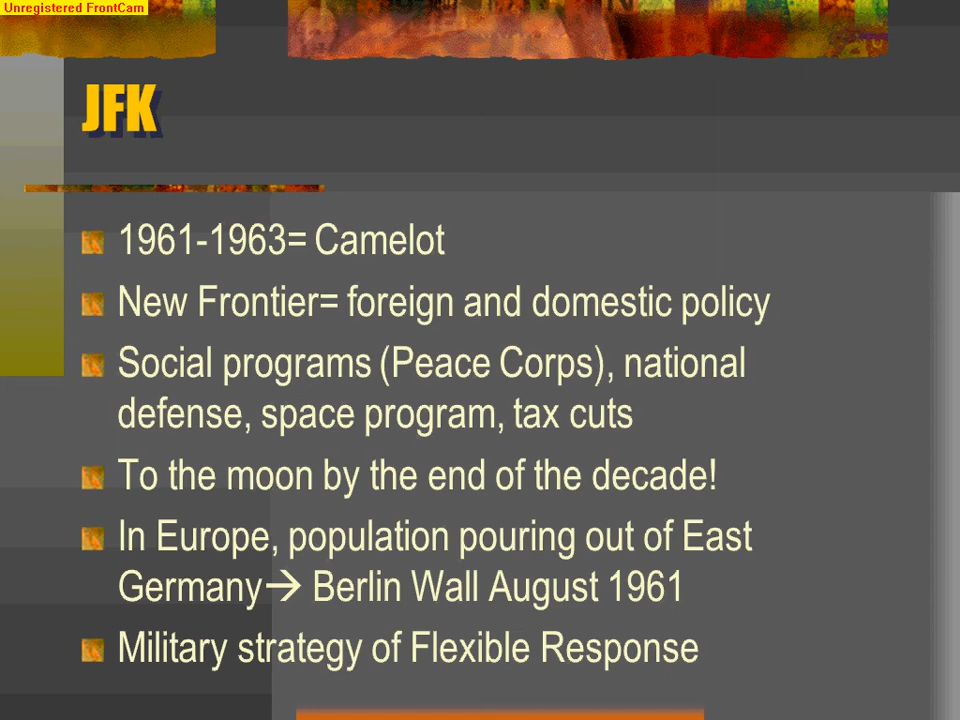 Unregistered FrontCam
JFK
1961-1963= Camelot
New Frontier= foreign and domestic policy
Social programs (Peace Corps), national
defense, space program, tax cuts
To the moon by the end of the decade!
In Europe, population pouring out of East
Germany→ Berlin Wall August 1961
Military strategy of Flexible Response